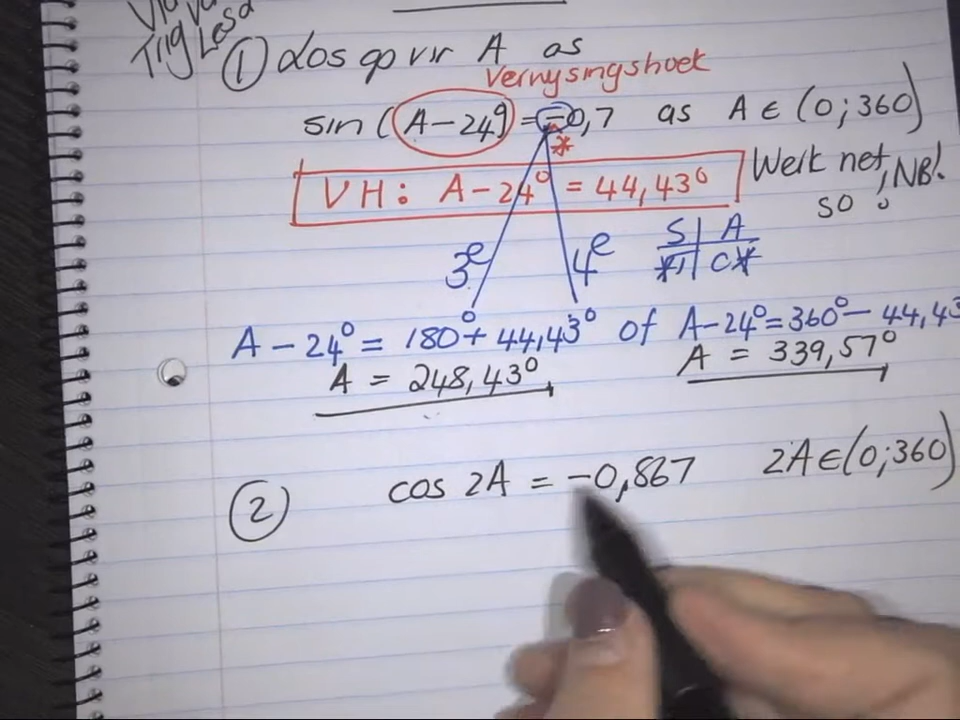 Trig Lesd
① Los op vir A as
Vernysingshoek
sin (A-24°) = -0,7 as A ∈ (0;360)
*
VH: A-24° = 44,43°
Werk net, NB!
so :
S | A
*T | C*
3e 4e
A-24° = 180° + 44,43° of A-24° = 360° - 44,43
A = 248,43° A = 339,57°
② cos 2A = -0,867 2A ∈ (0;360)